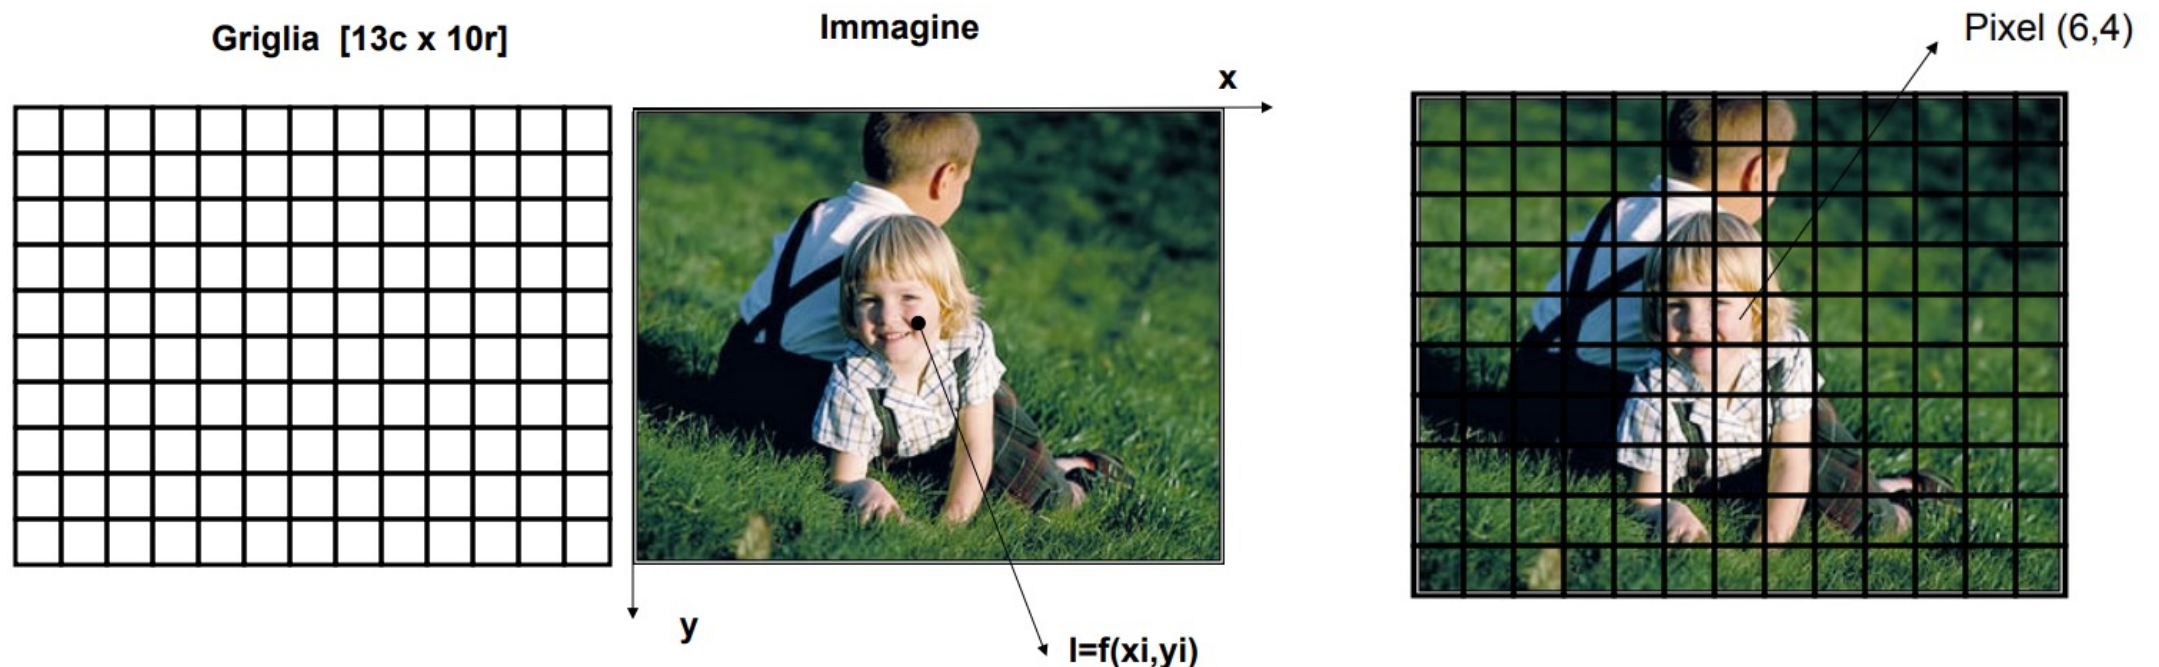 Griglia [13c x 10r]
Immagine
Pixel (6,4)
x
y
I=f(xi,yi)